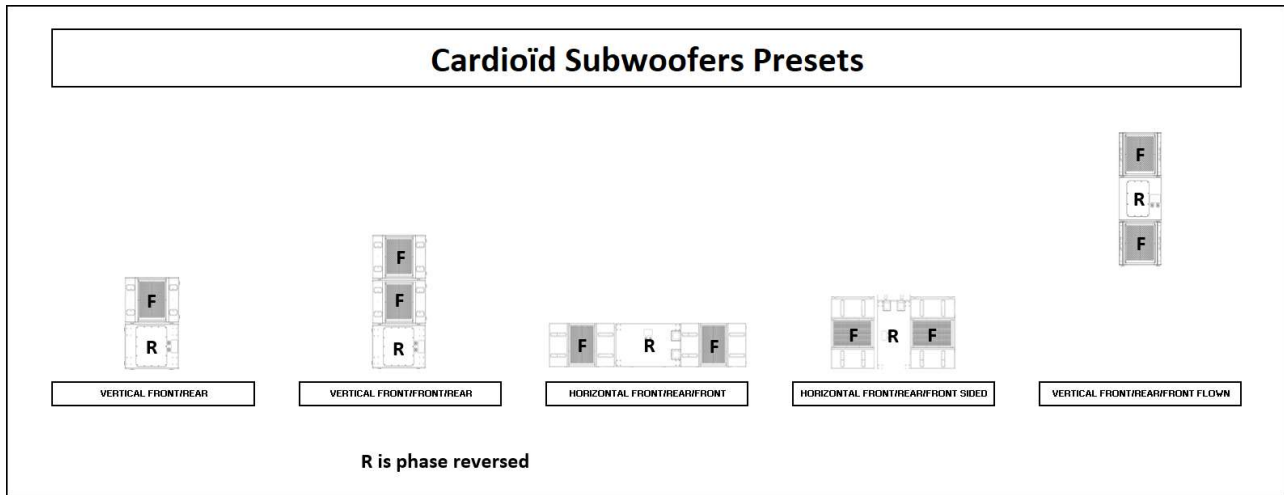 Cardioïd Subwoofers Presets
F
R
F
F
R
F
R
F
F
R
F
F
R
F
VERTICAL FRONT/REAR
VERTICAL FRONT/FRONT/REAR
HORIZONTAL FRONT/REAR/FRONT
HORIZONTAL FRONT/REAR/FRONT SIDED
VERTICAL FRONT/REAR/FRONT FLOWN
R is phase reversed